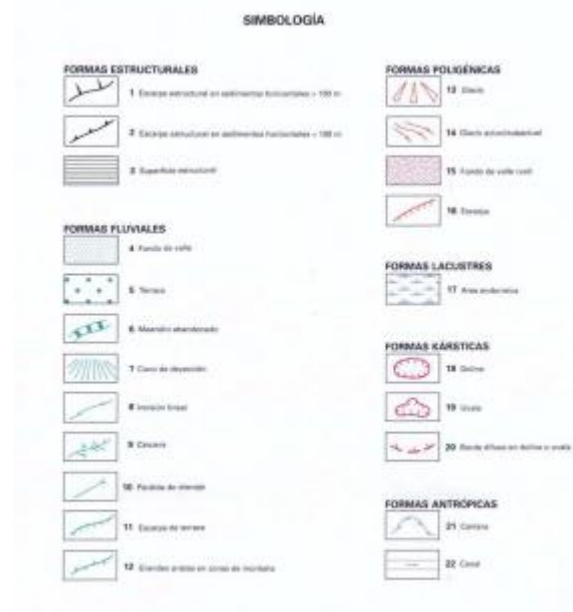 SIMBOLOGÍA
FORMAS ESTRUCTURALES
1 Escarpe estructural en sedimentos horizontales > 100 m
2 Escarpe estructural en sedimentos horizontales < 100 m
3 Superficie estructural
FORMAS FLUVIALES
4 Fondo de valle
5 Terraza
6 Meandro abandonado
7 Cono de deyección
8 Incisión lineal
9 Cárcava
10 Pérdida de
11 Escarpe de terraza
12 Grandes aristas en zonas de montaña
FORMAS POLIGÉNICAS
13 Glacis
14 Glacis
15 Fondo de valle
16 Escarpe
FORMAS LACUSTRES
17 Area endorreica
FORMAS KÁRSTICAS
18 Dolina
19 Uvala
20 Borde difuso en dolina o uvala
FORMAS ANTRÓPICAS
21 Cantera
22 Canal